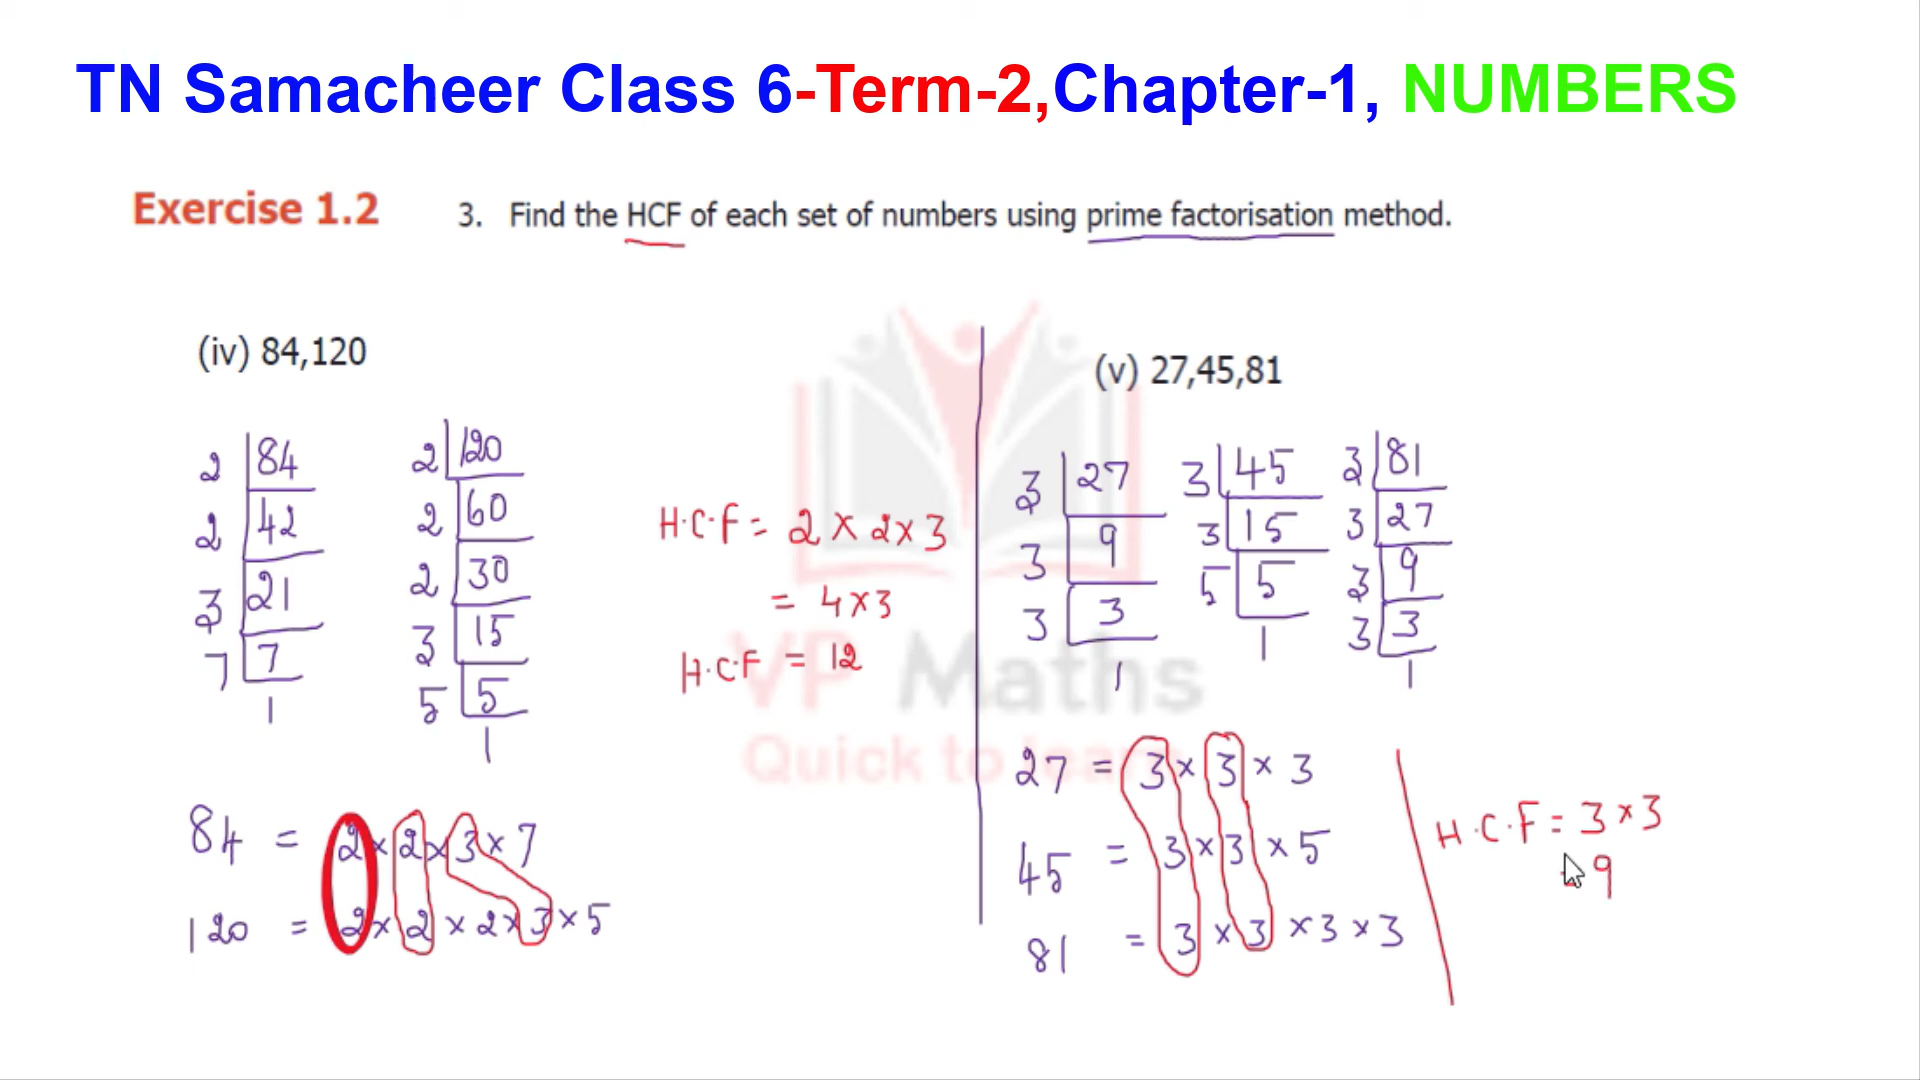 TN Samacheer Class 6-Term-2,Chapter-1, NUMBERS
Exercise 1.2
3. Find the HCF of each set of numbers using prime factorisation method.
(iv) 84,120
2 84
2 42
3 21
7 7
1
2 120
2 60
2 30
3 15
5 5
1
H.C.F = 2 × 2 × 3
= 4 × 3
H.C.F = 12
84 = 2 × 2 × 3 × 7
120 = 2 × 2 × 2 × 3 × 5
(v) 27,45,81
3 27
3 9
3 3
1
3 45
3 15
5 5
1
3 81
3 27
3 9
3 3
1
27 = 3 × 3 × 3
45 = 3 × 3 × 5
81 = 3 × 3 × 3 × 3
H.C.F = 3 × 3
= 9
VP Maths
Quick to learn